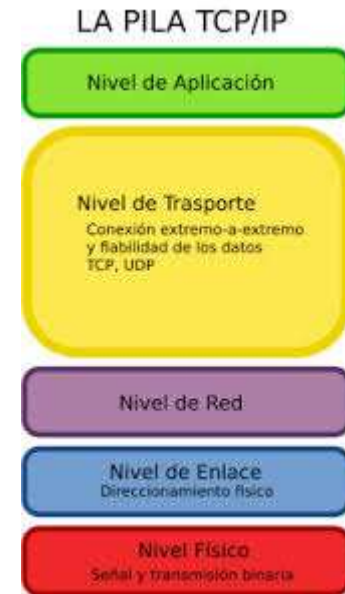 LA PILA TCP/IP
Nivel de Aplicación
Nivel de Trasporte
Conexión extremo-a-extremo
y fiabilidad de los datos
TCP, UDP
Nivel de Red
Nivel de Enlace
Direccionamiento físico
Nivel Físico
Señal y transmisión binaria